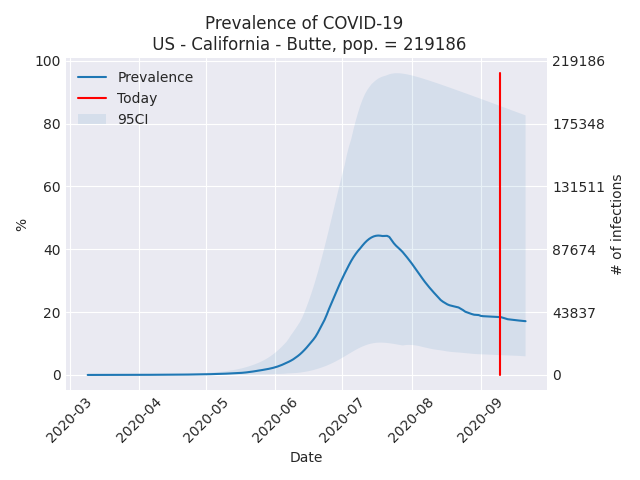 Prevalence of COVID-19
US - California - Butte, pop. = 219186
Prevalence
Today
95CI
100
80
60
40
20
0
%
219186
175348
131511
87674
43837
0
# of infections
2020-03
2020-04
2020-05
2020-06
2020-07
2020-08
2020-09
Date